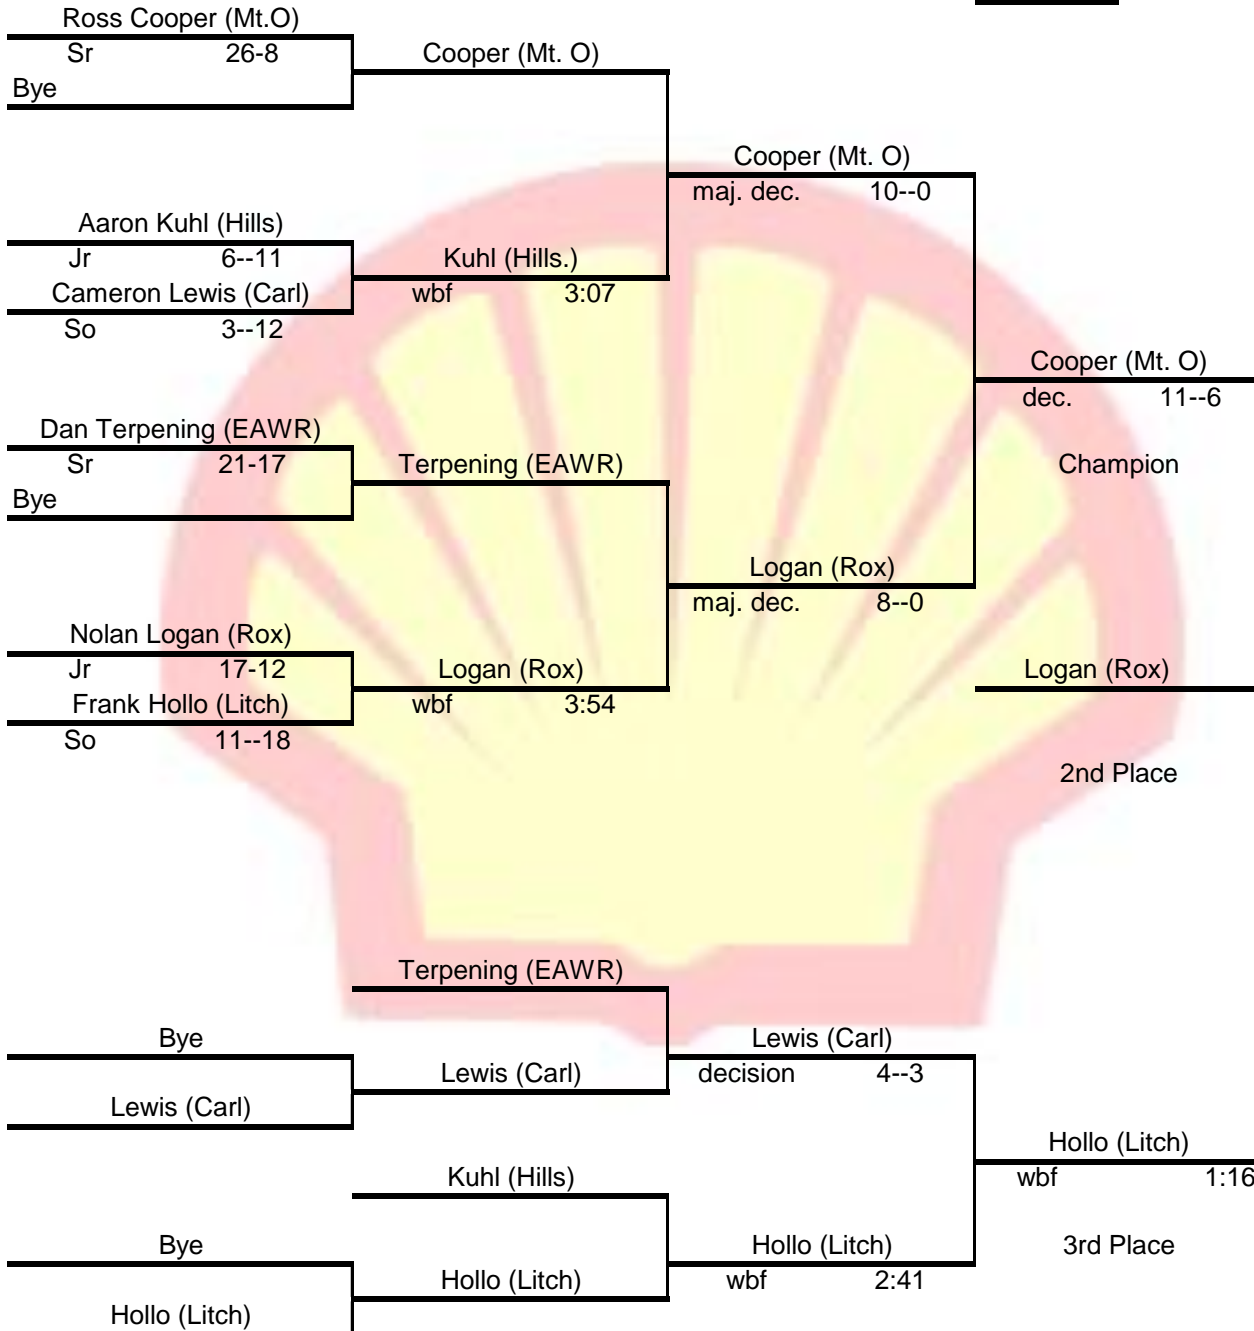 Ross Cooper (Mt.O)
Sr 26-8
Cooper (Mt. O)
Bye
Cooper (Mt. O)
maj. dec. 10--0
Aaron Kuhl (Hills)
Jr 6--11
Kuhl (Hills.)
Cameron Lewis (Carl)
wbf 3:07
So 3--12
Cooper (Mt. O)
dec. 11--6
Dan Terpening (EAWR)
Sr 21-17
Terpening (EAWR)
Champion
Bye
Logan (Rox)
maj. dec. 8--0
Nolan Logan (Rox)
Jr 17-12
Logan (Rox)
Logan (Rox)
Frank Hollo (Litch)
wbf 3:54
So 11--18
2nd Place
Terpening (EAWR)
Bye
Lewis (Carl)
Lewis (Carl)
decision 4--3
Lewis (Carl)
Hollo (Litch)
wbf 1:16
Kuhl (Hills)
Bye
Hollo (Litch)
3rd Place
Hollo (Litch)
wbf 2:41
Hollo (Litch)